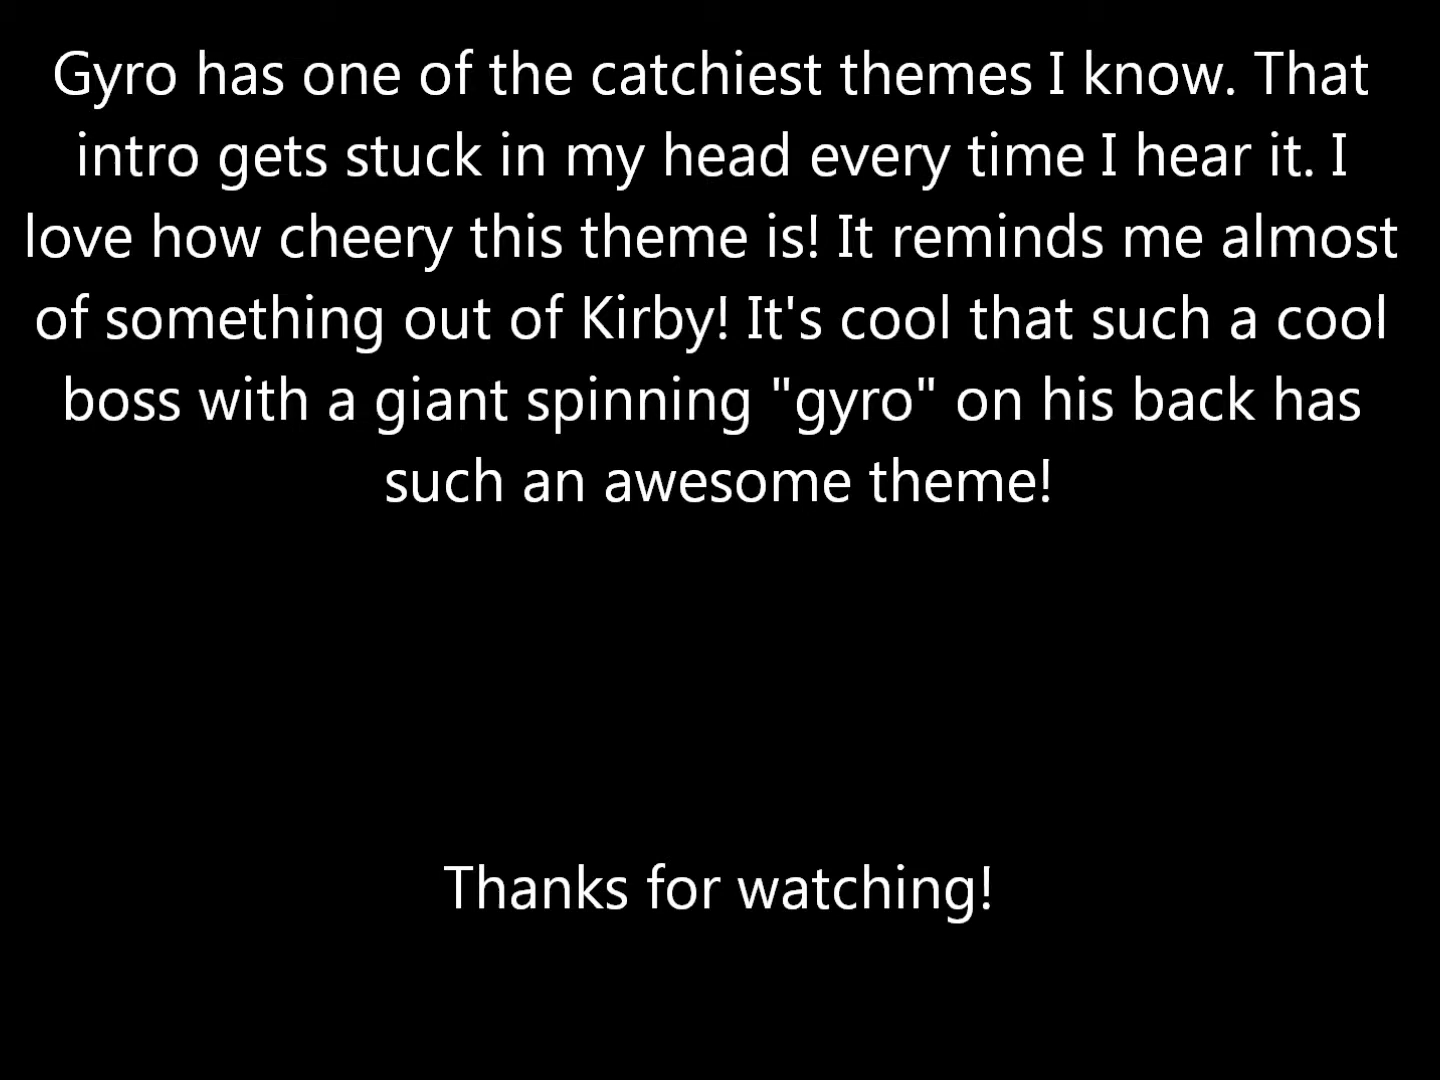 Gyro has one of the catchiest themes I know. That
intro gets stuck in my head every time I hear it. I
love how cheery this theme is! It reminds me almost
of something out of Kirby! It's cool that such a cool
boss with a giant spinning "gyro" on his back has
such an awesome theme!
Thanks for watching!